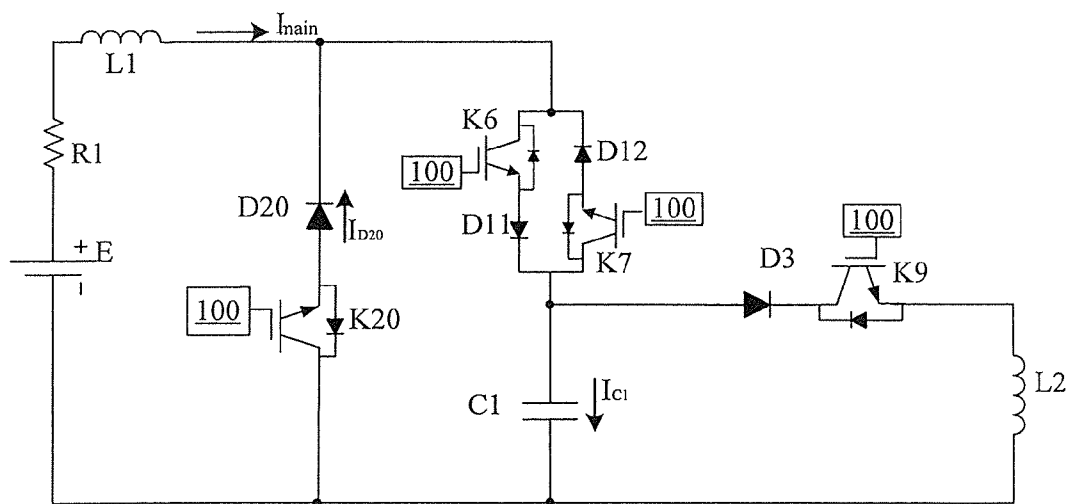 Imain
L1
K6
R1
D12
100
100
100
D20
ID20
D11
K7
D3
K9
+
E
-
100
K20
C1
IC1
L2